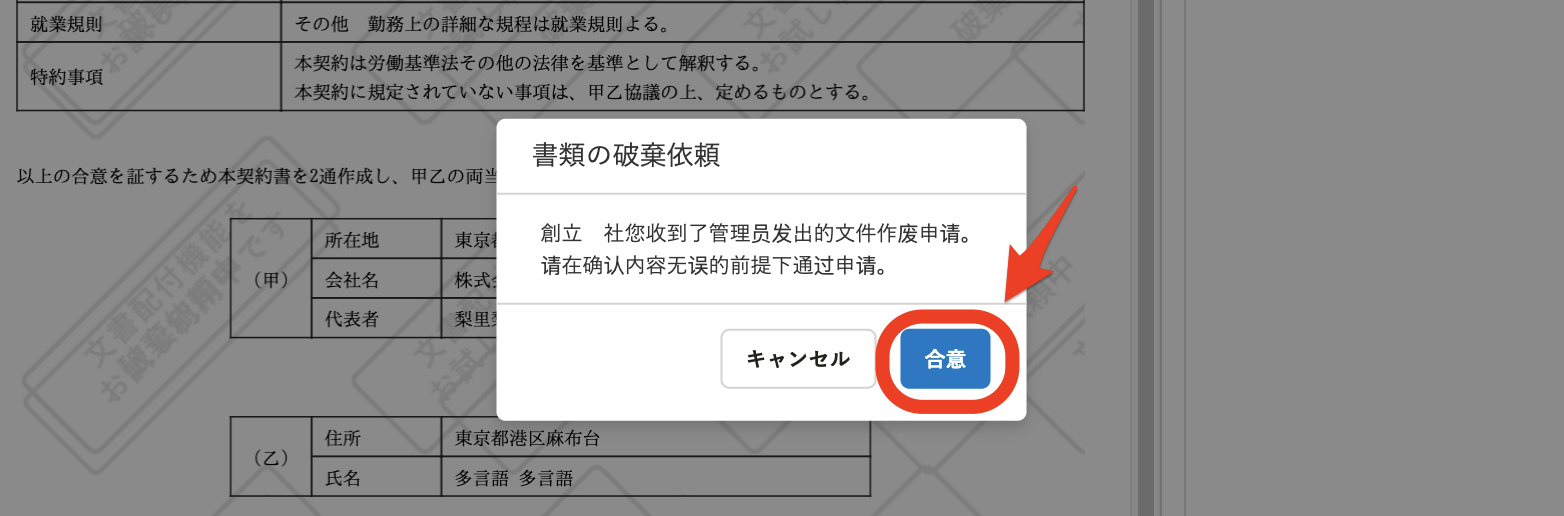 就業規則
その他　勤務上の詳細な規程は就業規則よる。
特約事項
本契約は労働基準法その他の法律を基準として解釈する。
本契約に規定されていない事項は、甲乙協議の上、定めるものとする。
以上の合意を証するため本契約書を2通作成し、甲乙の両当
書類の破棄依頼
創立　社您收到了管理员发出的文件作废申请。
请在确认内容无误的前提下通过申请。
キャンセル
合意
（甲）
所在地
東京都
会社名
株式会
代表者
梨里
（乙）
住所
東京都港区麻布台
氏名
多言語 多言語
文書配付機能を